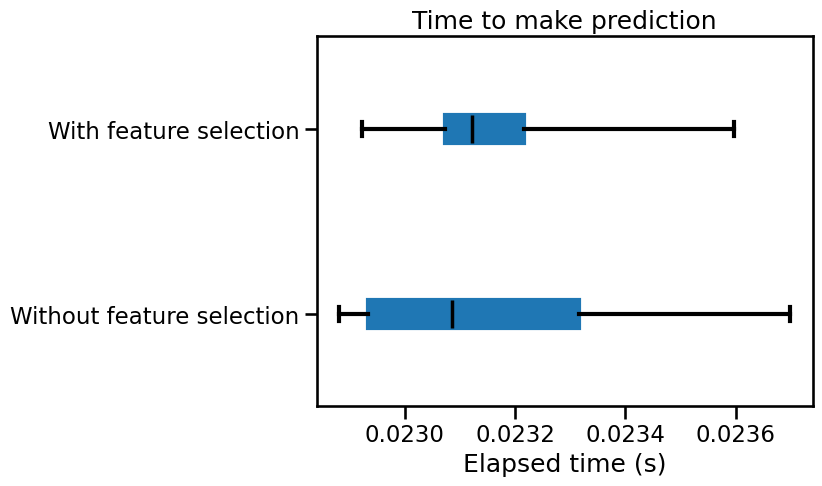 Time to make prediction
With feature selection
Without feature selection
0.0230 0.0232 0.0234 0.0236
Elapsed time (s)